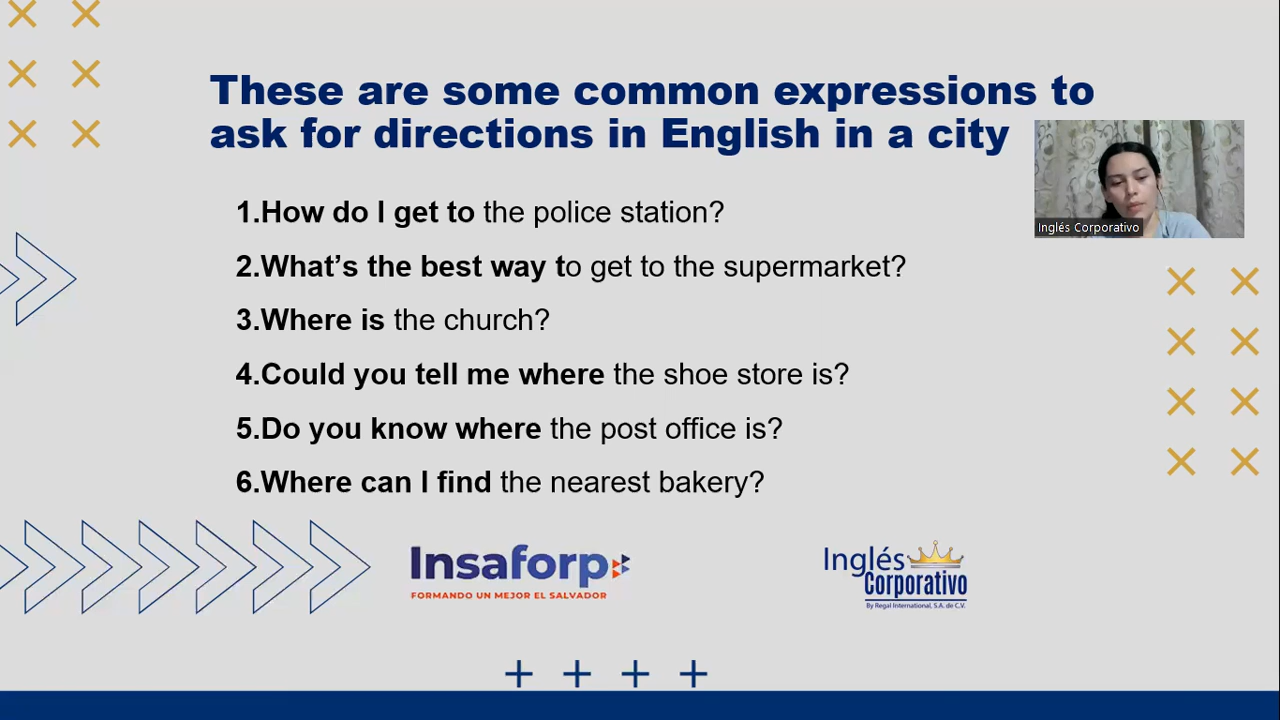 These are some common expressions to
ask for directions in English in a city
1.How do I get to the police station?
2.What's the best way to get to the supermarket?
3.Where is the church?
4.Could you tell me where the shoe store is?
5.Do you know where the post office is?
6.Where can I find the nearest bakery?
Inglés Corporativo
Insaforp
FORMANDO UN MEJOR EL SALVADOR
Inglés
Corporativo
By Regal International, S.A. de C.V.